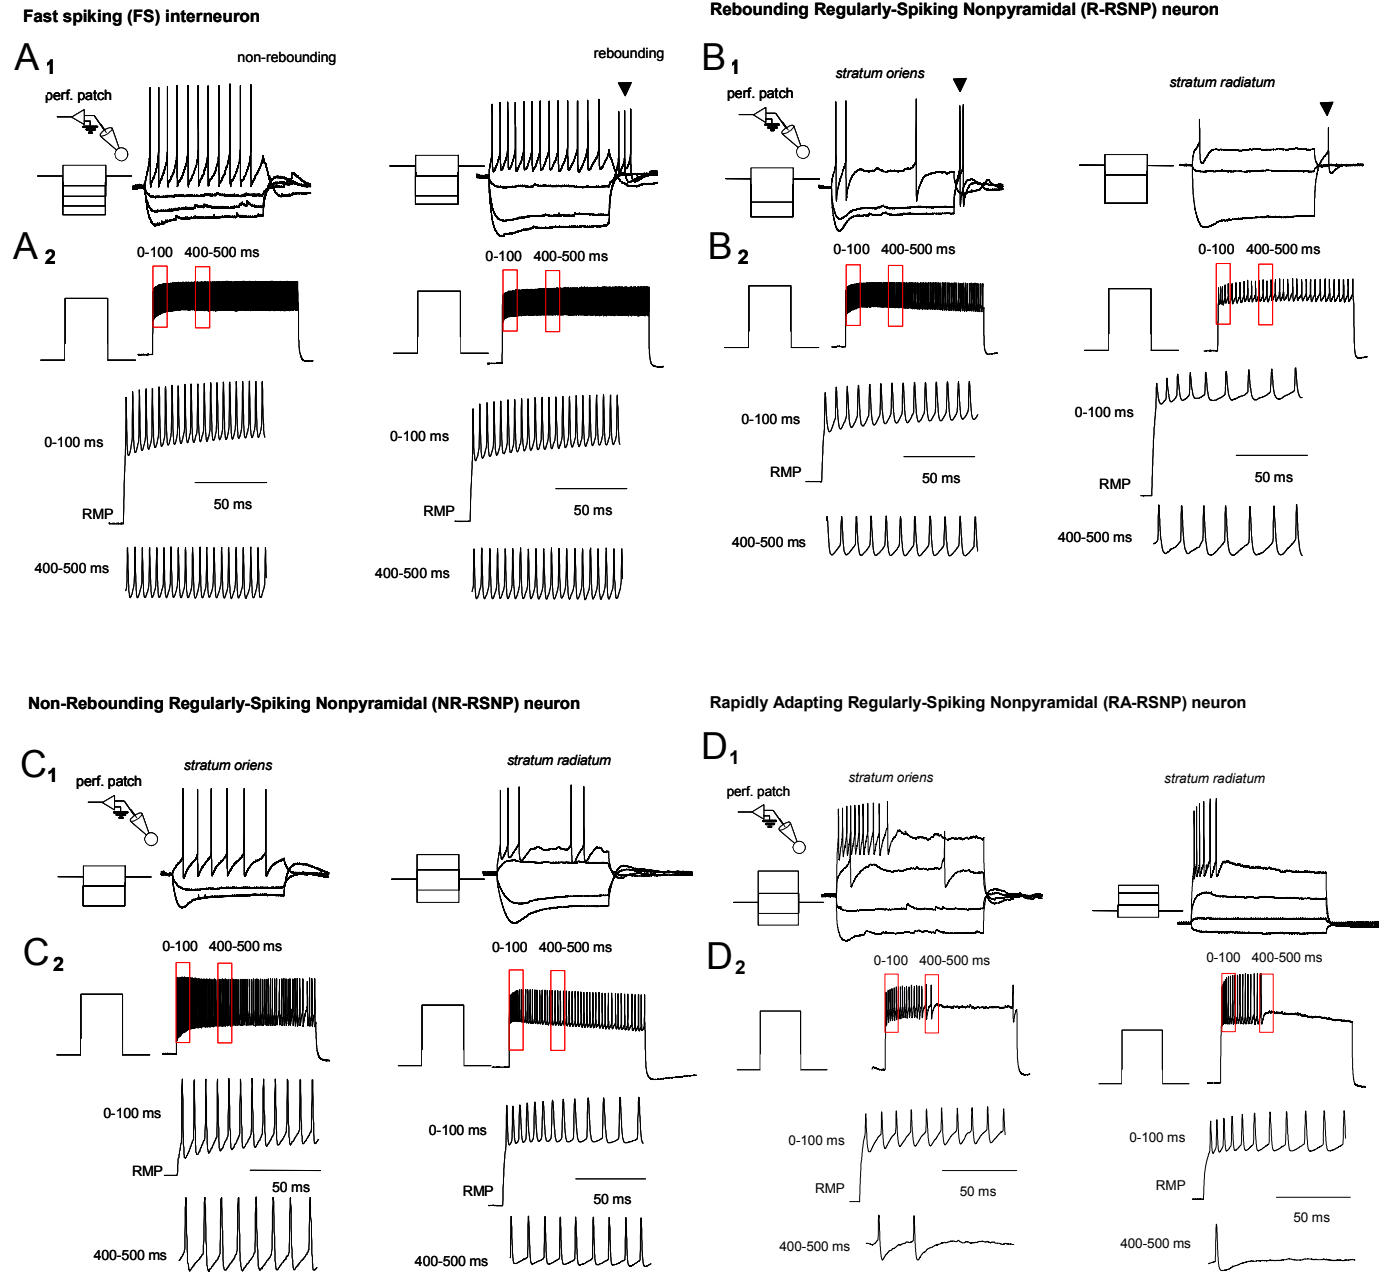 Fast spiking (FS) interneuron
Rebounding Regularly-Spiking Nonpyramidal (R-RSNP) neuron
A1
non-rebounding
rebounding
perf. patch
B1
stratum oriens
stratum radiatum
perf. patch
A2
0-100 400-500 ms
0-100 400-500 ms
0-100 ms
RMP
50 ms
400-500 ms
0-100 ms
RMP
50 ms
400-500 ms
B2
0-100 400-500 ms
0-100 400-500 ms
0-100 ms
RMP
50 ms
400-500 ms
0-100 ms
RMP
50 ms
400-500 ms
Non-Rebounding Regularly-Spiking Nonpyramidal (NR-RSNP) neuron
Rapidly Adapting Regularly-Spiking Nonpyramidal (RA-RSNP) neuron
C1
stratum oriens
stratum radiatum
perf. patch
D1
stratum oriens
stratum radiatum
perf. patch
C2
0-100 400-500 ms
0-100 400-500 ms
0-100 ms
RMP
50 ms
400-500 ms
0-100 ms
RMP
50 ms
400-500 ms
D2
0-100 400-500 ms
0-100 400-500 ms
0-100 ms
RMP
50 ms
400-500 ms
0-100 ms
RMP
50 ms
400-500 ms